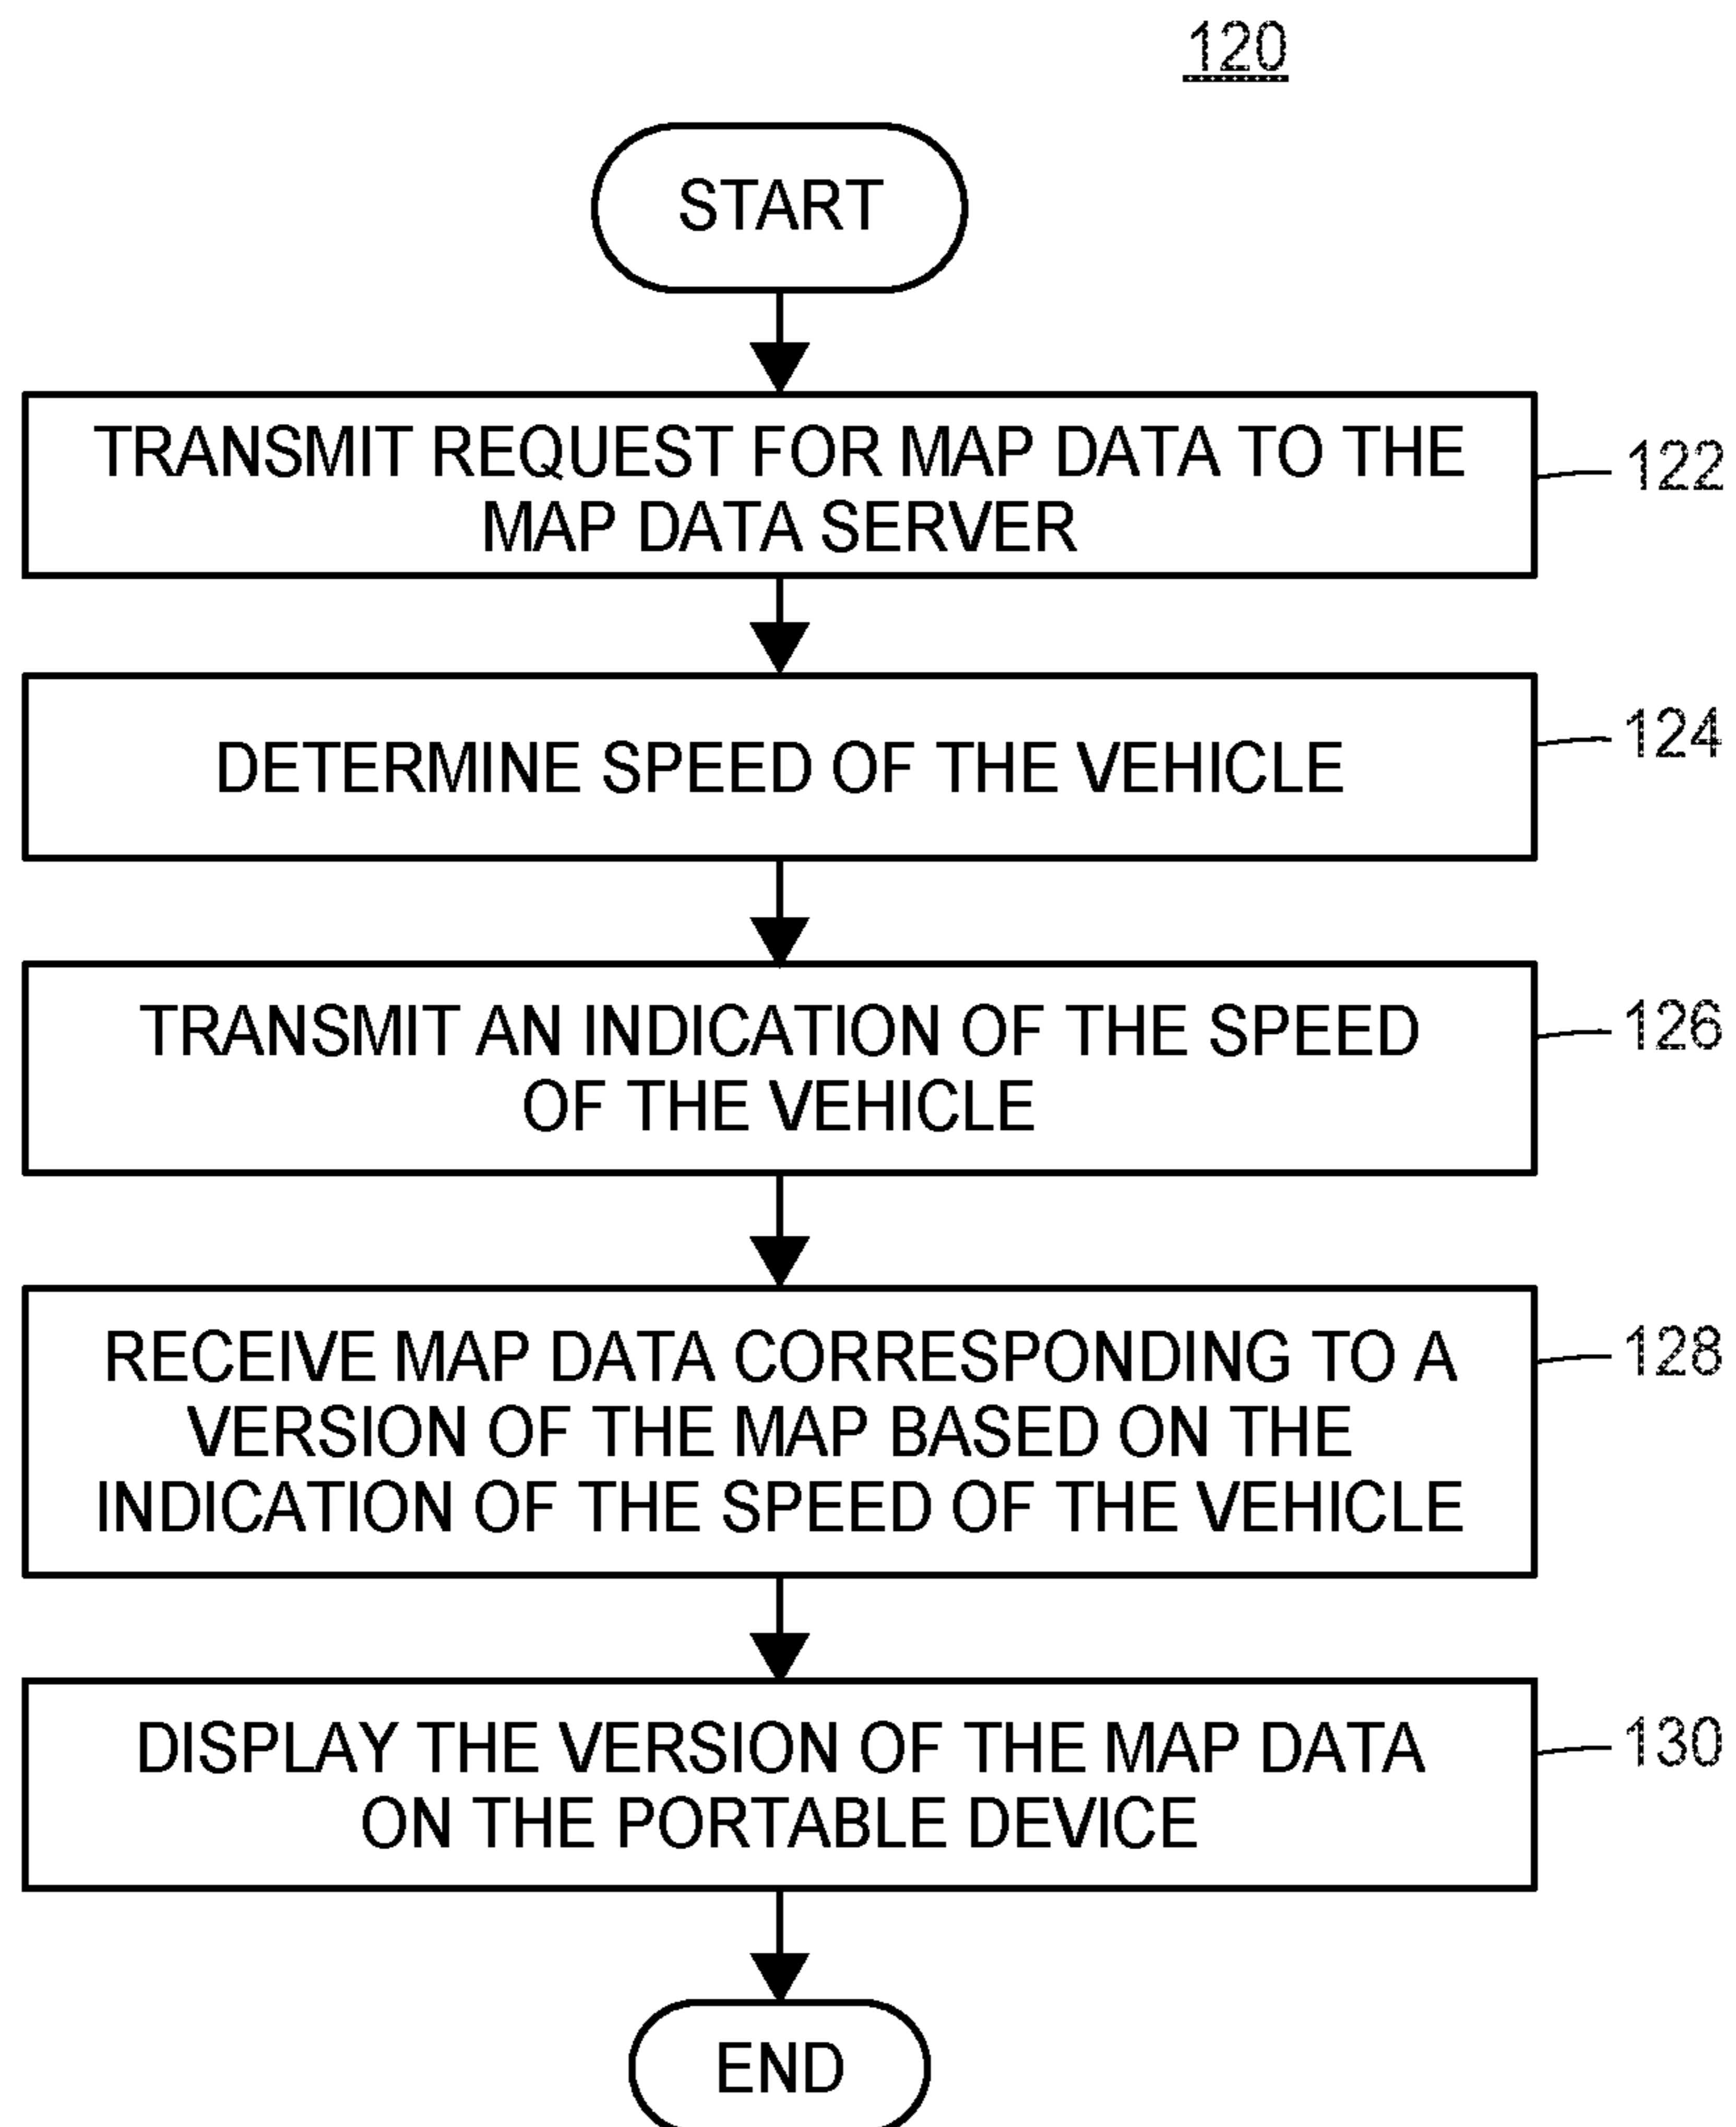 120
START
TRANSMIT REQUEST FOR MAP DATA TO THE
MAP DATA SERVER
122
DETERMINE SPEED OF THE VEHICLE
124
TRANSMIT AN INDICATION OF THE SPEED
OF THE VEHICLE
126
RECEIVE MAP DATA CORRESPONDING TO A
VERSION OF THE MAP BASED ON THE
INDICATION OF THE SPEED OF THE VEHICLE
128
DISPLAY THE VERSION OF THE MAP DATA
ON THE PORTABLE DEVICE
130
END